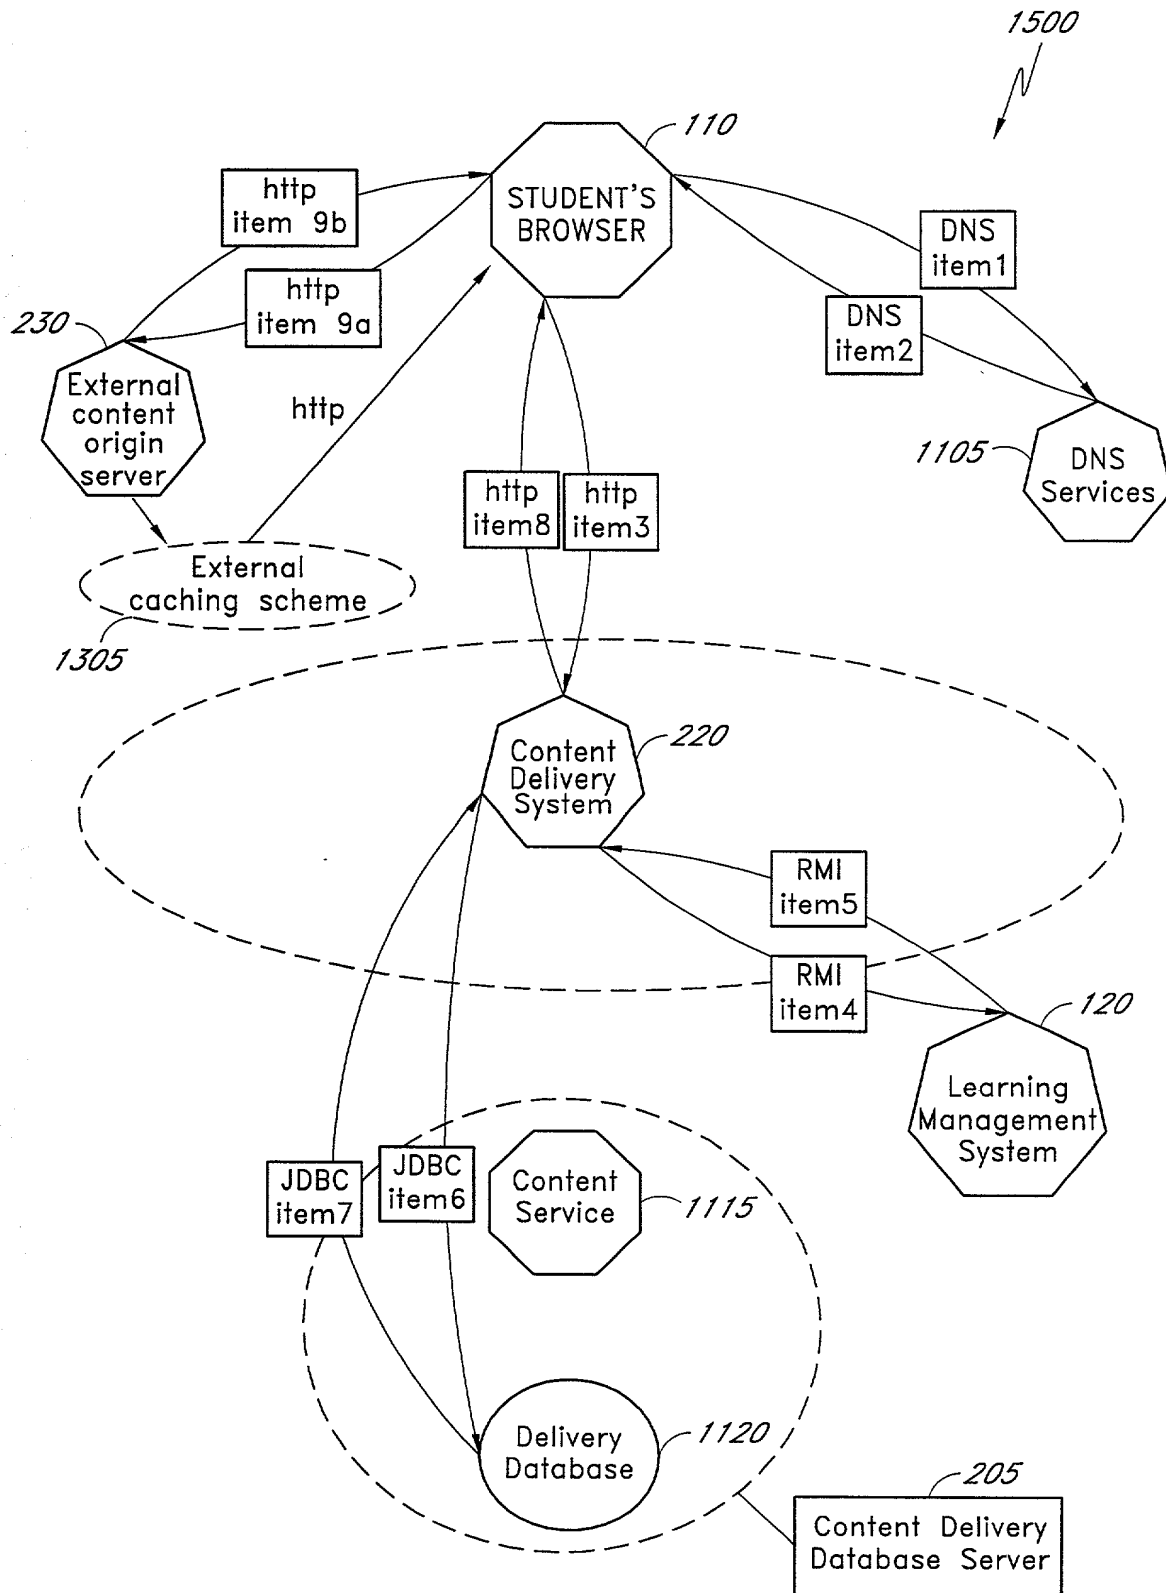 1500
110
http
item 9b
STUDENT'S
BROWSER
DNS
item1
http
item 9a
230
DNS
item2
External
content
origin
server
http
1105
DNS
Services
http
item8
http
item3
External
caching scheme
1305
Content
Delivery
System
220
RMI
item5
RMI
item4
120
Learning
Management
System
JDBC
item7
JDBC
item6
Content
Service
1115
Delivery
Database
1120
205
Content Delivery
Database Server